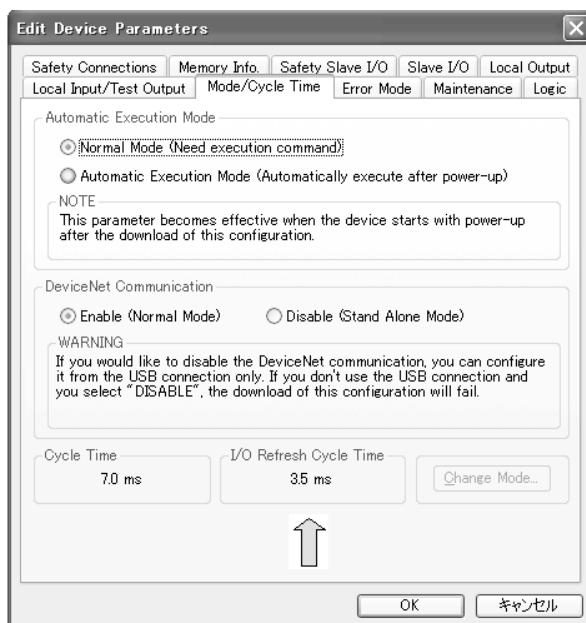 Edit Device Parameters
Safety Connections Memory Info. Safety Slave I/O Slave I/O Local Output
Local Input/Test Output Mode/Cycle Time Error Mode Maintenance Logic
Automatic Execution Mode
Normal Mode (Need execution command)
Automatic Execution Mode (Automatically execute after power-up)
NOTE
This parameter becomes effective when the device starts with power-up
after the download of this configuration.
DeviceNet Communication
Enable (Normal Mode) Disable (Stand Alone Mode)
WARNING
If you would like to disable the DeviceNet communication, you can configure
it from the USB connection only. If you don't use the USB connection and
you select "DISABLE", the download of this configuration will fail.
Cycle Time I/O Refresh Cycle Time
7.0 ms 3.5 ms Change Mode...
OK キャンセル